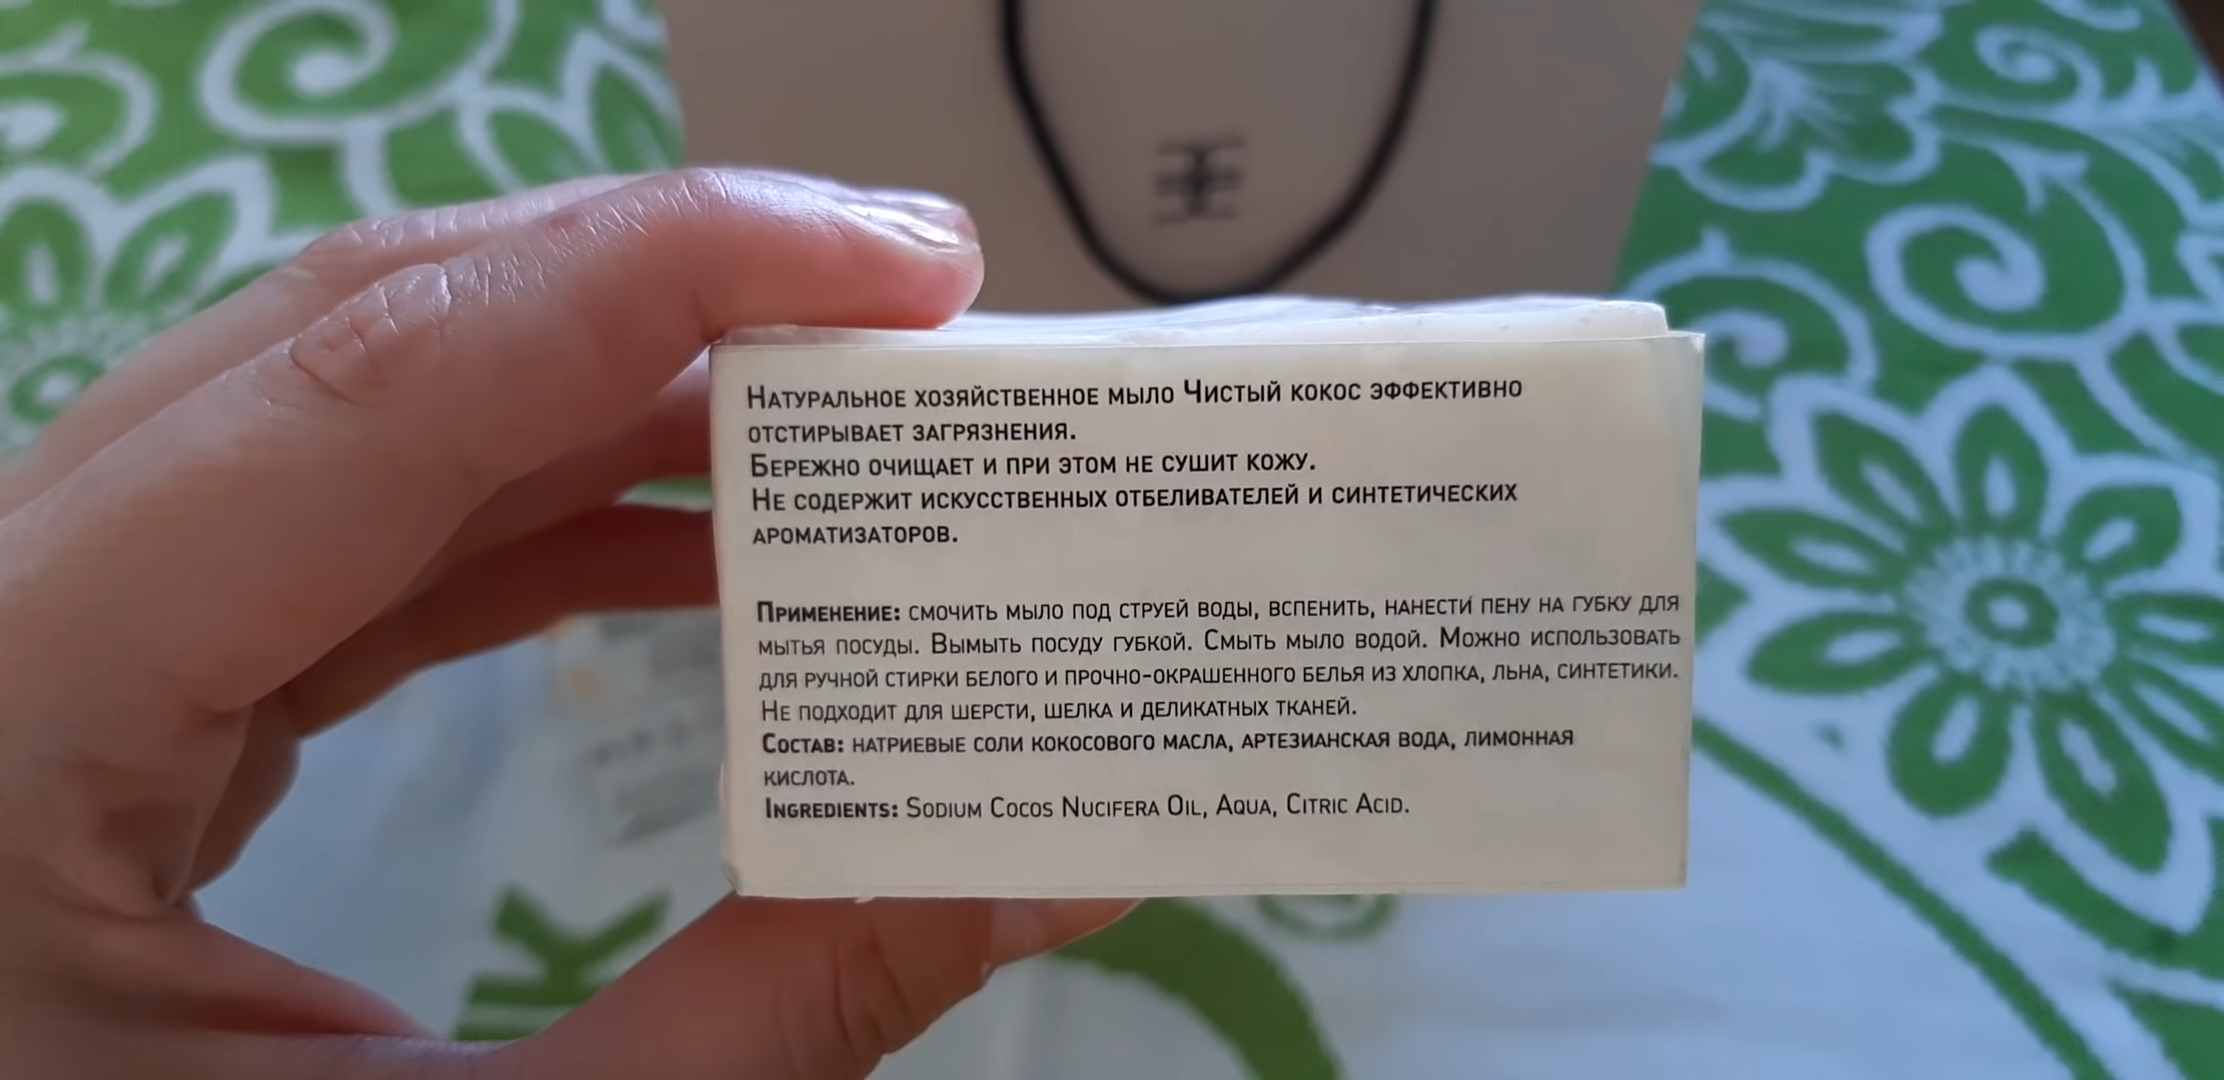 Натуральное хозяйственное мыло Чистый кокос эффективно
отстирывает загрязнения.
Бережно очищает и при этом не сушит кожу.
Не содержит искусственных отбеливателей и синтетических
ароматизаторов.
Применение: смочить мыло под струей воды, вспенить, нанести пену на губку для
мытья посуды. Вымыть посуду губкой. Смыть мыло водой. Можно использовать
для ручной стирки белого и прочно-окрашенного белья из хлопка, льна, синтетики.
Не подходит для шерсти, шелка и деликатных тканей.
Состав: натриевые соли кокосового масла, артезианская вода, лимонная
кислота.
Ingredients: Sodium Cocos Nucifera Oil, Aqua, Citric Acid.